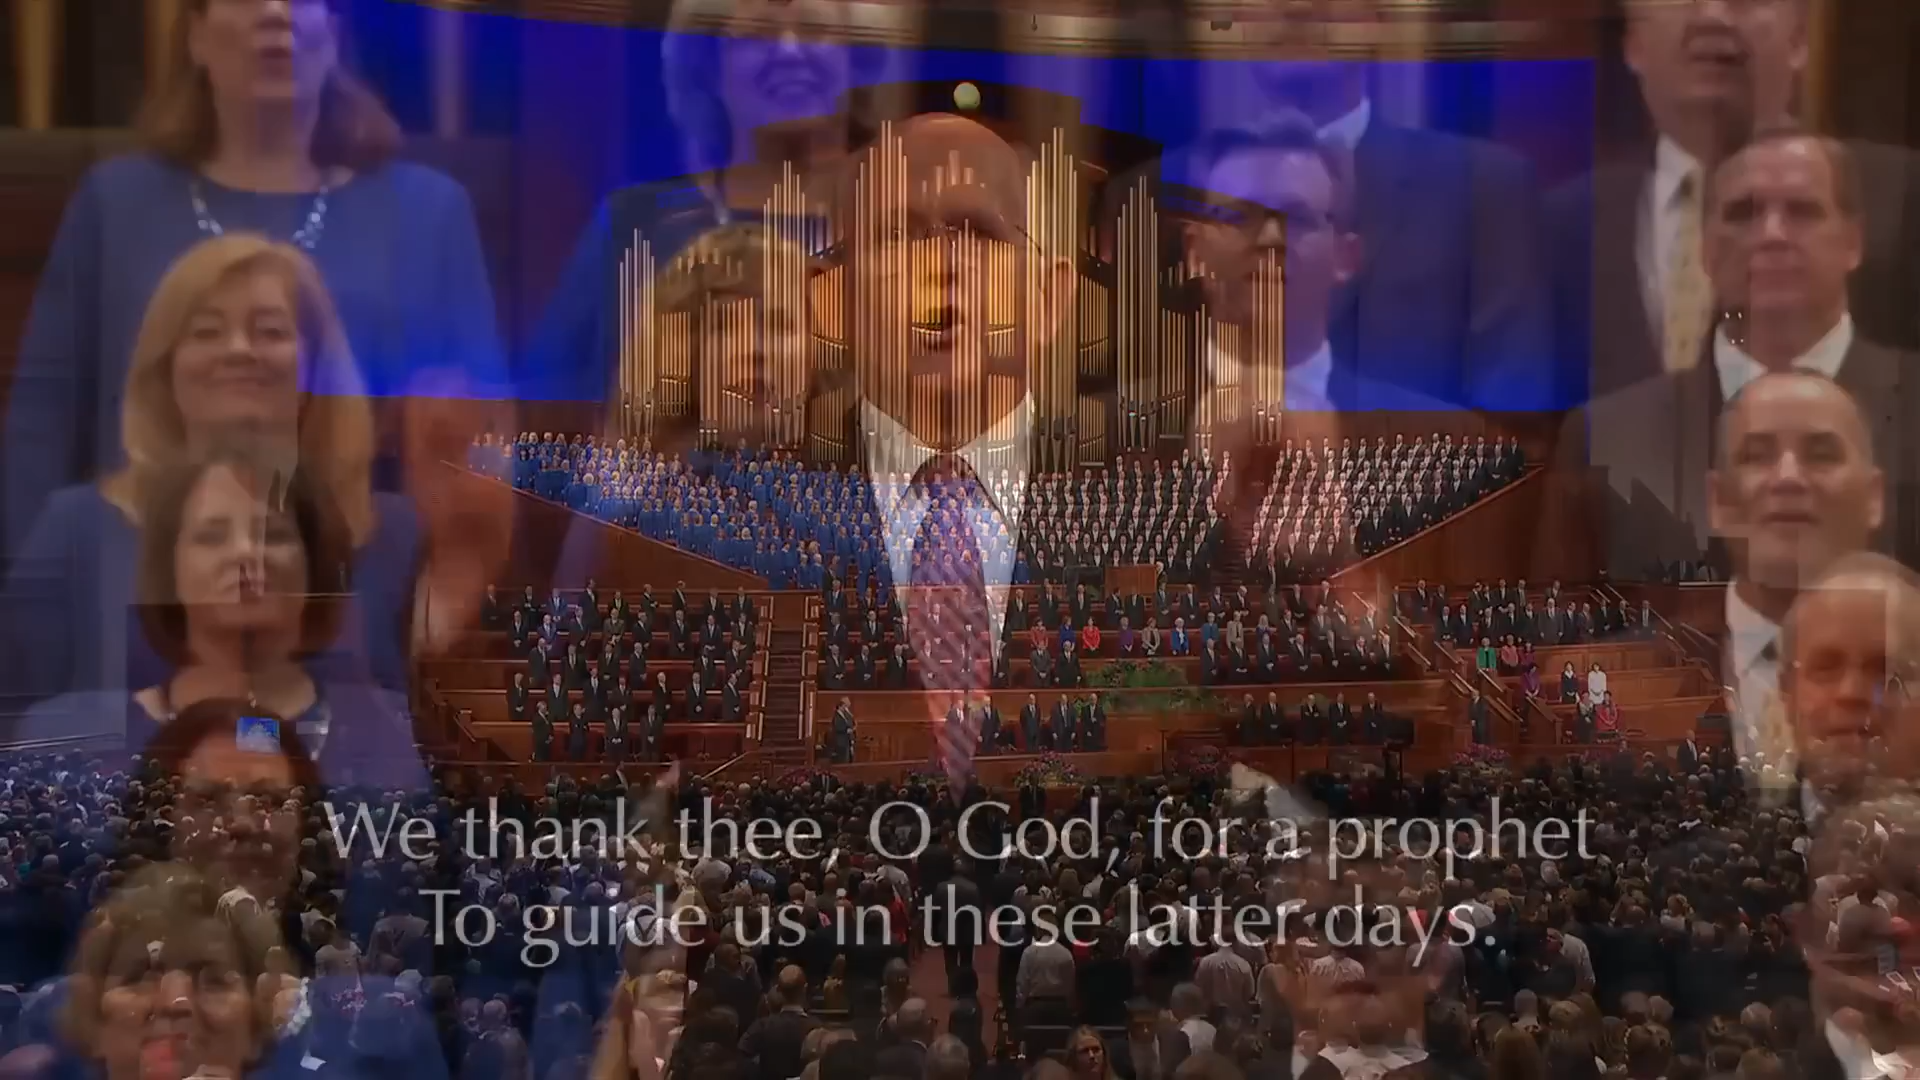 We thank thee, O God, for a prophet
To guide us in these latter days.